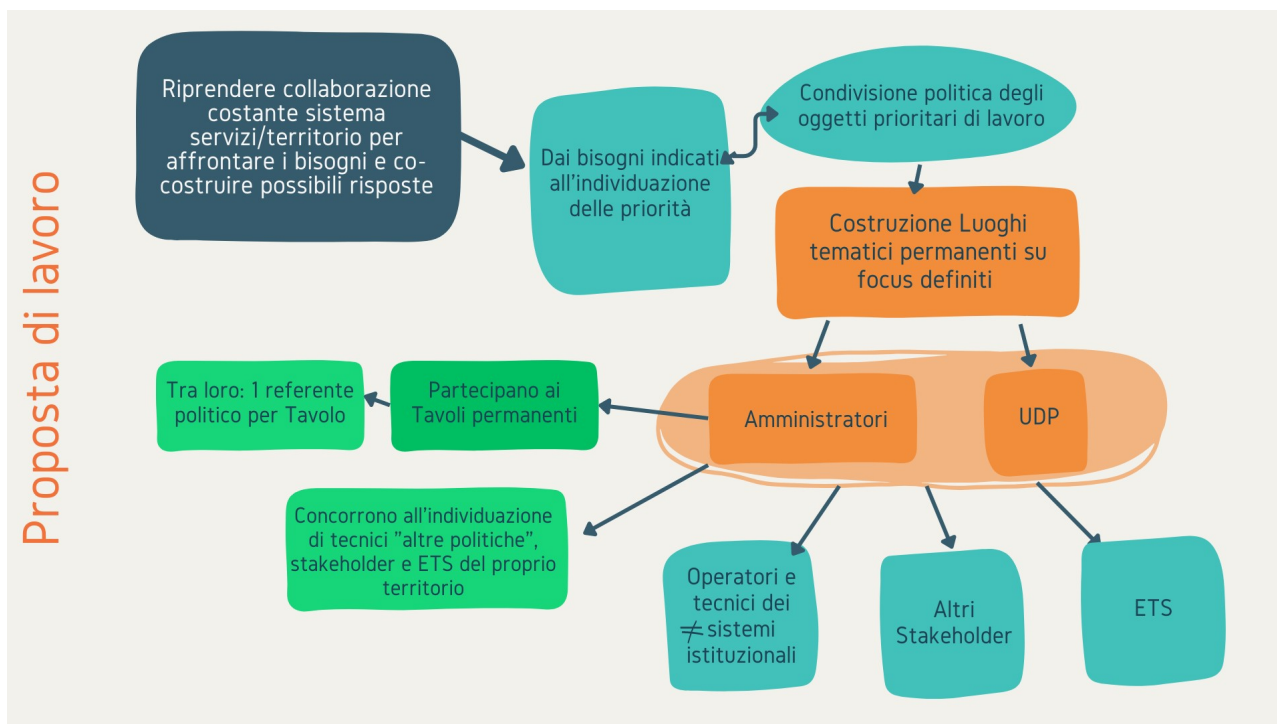 Proposta di lavoro
Riprendere collaborazione
costante sistema
servizi/territorio per
affrontare i bisogni e co-
costruire possibili risposte
Dai bisogni indicati
all'individuazione
delle priorità
Condivisione politica degli
oggetti prioritari di lavoro
Costruzione Luoghi
tematici permanenti su
focus definiti
Amministratori
UDP
Partecipano ai
Tavoli permanenti
Tra loro: 1 referente
politico per Tavolo
Concorrono all'individuazione
di tecnici "altre politiche",
stakeholder e ETS del proprio
territorio
Operatori e
tecnici dei
≠ sistemi
istituzionali
Altri
Stakeholder
ETS